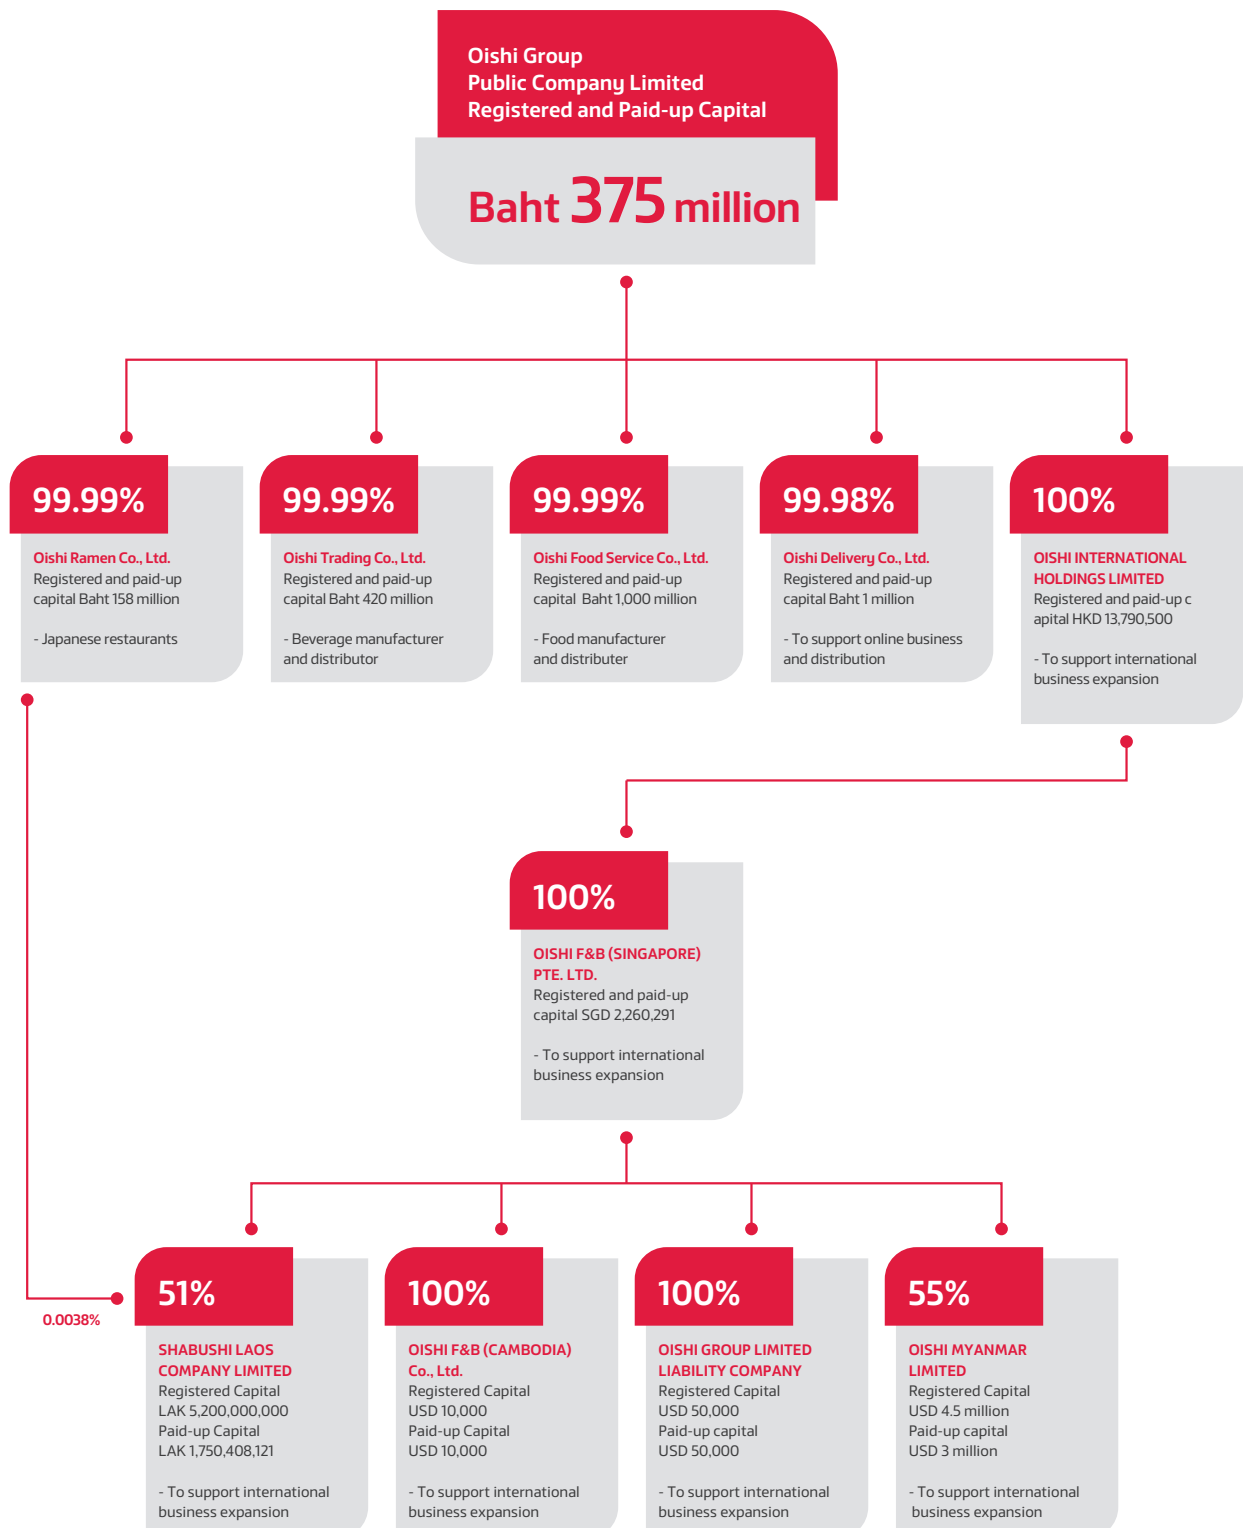 Oishi Group
Public Company Limited
Registered and Paid-up Capital
Baht 375 million
99.99%
Oishi Ramen Co., Ltd.
Registered and paid-up
capital Baht 158 million
- Japanese restaurants
99.99%
Oishi Trading Co., Ltd.
Registered and paid-up
capital Baht 420 million
- Beverage manufacturer
and distributor
99.99%
Oishi Food Service Co., Ltd.
Registered and paid-up
capital Baht 1,000 million
- Food manufacturer
and distributer
99.98%
Oishi Delivery Co., Ltd.
Registered and paid-up
capital Baht 1 million
- To support online business
and distribution
100%
OISHI INTERNATIONAL
HOLDINGS LIMITED
Registered and paid-up c
apital HKD 13,790,500
- To support international
business expansion
100%
OISHI F&B (SINGAPORE)
PTE. LTD.
Registered and paid-up
capital SGD 2,260,291
- To support international
business expansion
0.0038%
51%
SHABUSHI LAOS
COMPANY LIMITED
Registered Capital
LAK 5,200,000,000
Paid-up Capital
LAK 1,750,408,121
- To support international
business expansion
100%
OISHI F&B (CAMBODIA)
Co., Ltd.
Registered Capital
USD 10,000
Paid-up Capital
USD 10,000
- To support international
business expansion
100%
OISHI GROUP LIMITED
LIABILITY COMPANY
Registered Capital
USD 50,000
Paid-up capital
USD 50,000
- To support international
business expansion
55%
OISHI MYANMAR
LIMITED
Registered Capital
USD 4.5 million
Paid-up capital
USD 3 million
- To support international
business expansion